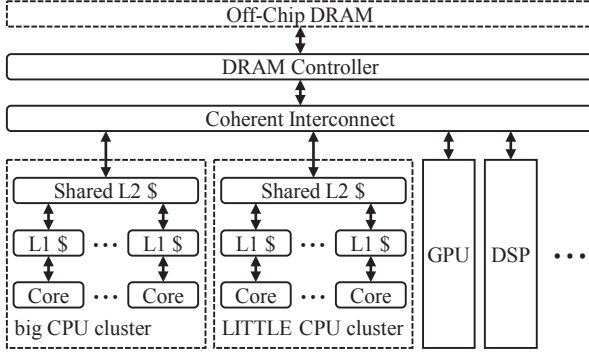 Off-Chip DRAM
DRAM Controller
Coherent Interconnect
Shared L2 $ Shared L2 $
L1 $ ••• L1 $ L1 $ ••• L1 $
GPU DSP •••
Core ••• Core Core ••• Core
big CPU cluster LITTLE CPU cluster